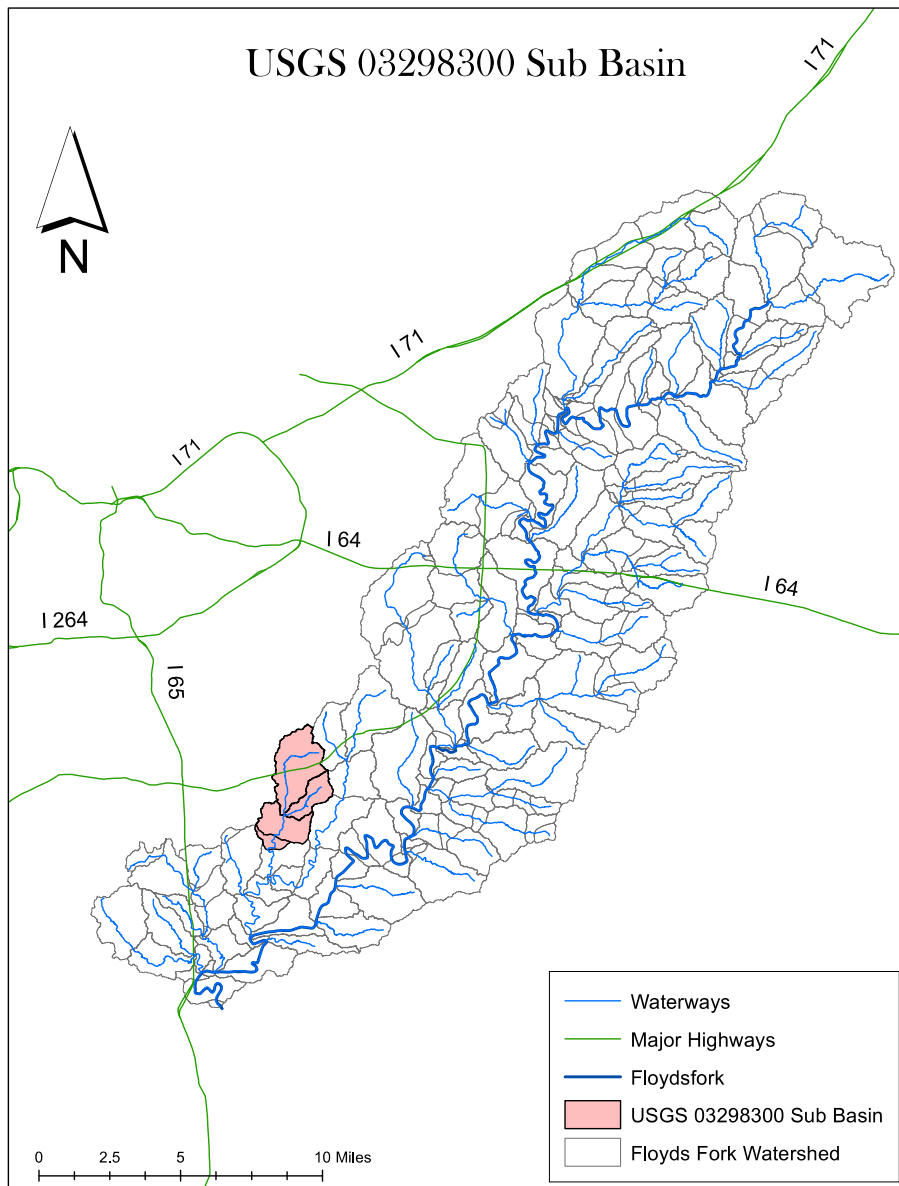 USGS 03298300 Sub Basin
I 71
N
I 71
I 71
I 64
I 64
I 264
I 65
Waterways
Major Highways
Floydsfork
USGS 03298300 Sub Basin
Floyds Fork Watershed
0 2.5 5 10 Miles